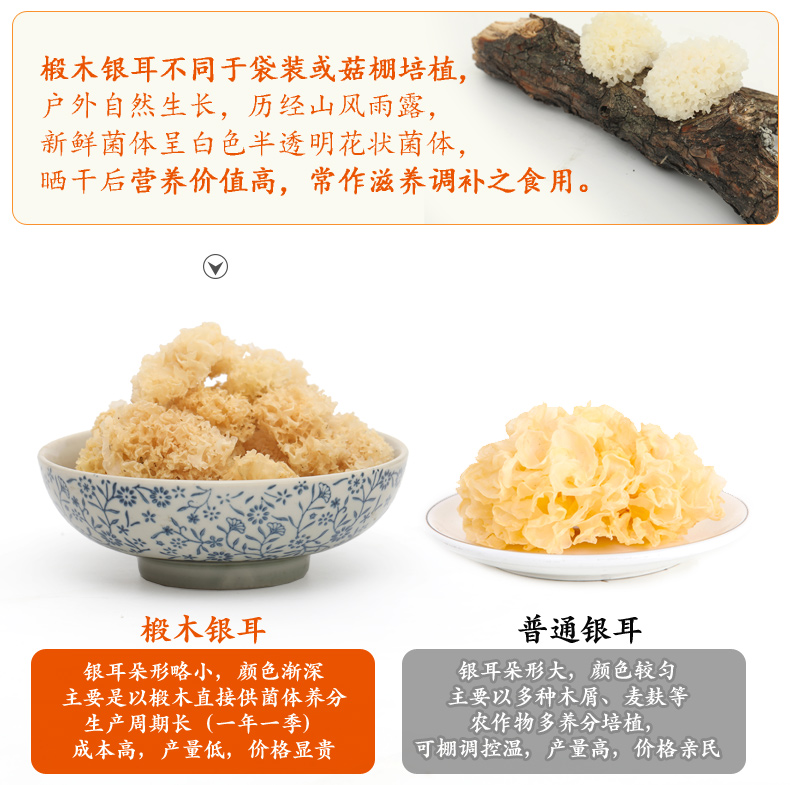 椴木银耳不同于袋装或菇棚培植，
户外自然生长，历经山风雨露，
新鲜菌体呈白色半透明花状菌体，
晒干后营养价值高，常作滋养调补之食用。
椴木银耳
银耳朵形略小，颜色渐深
主要是以椴木直接供菌体养分
生产周期长（一年一季）
成本高，产量低，价格显贵
普通银耳
银耳朵形大，颜色较匀
主要以多种木屑、麦麸等
农作物多养分培植，
可棚调控温，产量高，价格亲民